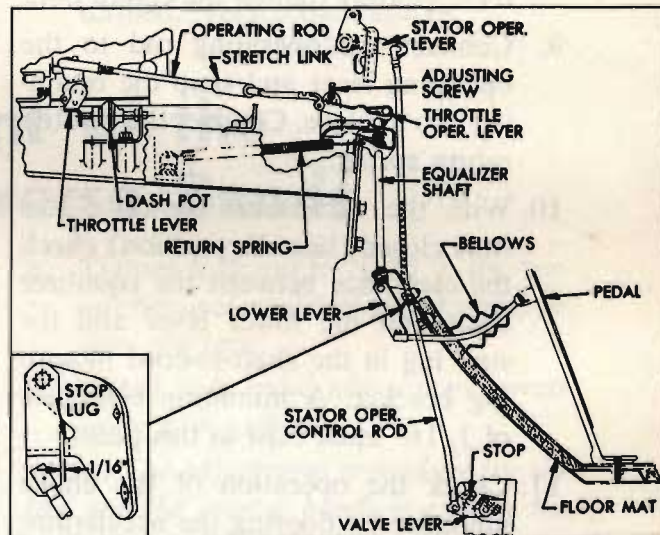 OPERATING ROD
STRETCH LINK
STATOR OPER.
LEVER
ADJUSTING
SCREW
THROTTLE
OPER. LEVER
EQUALIZER
SHAFT
DASH POT
THROTTLE LEVER
RETURN SPRING
BELLOWS
PEDAL
LOWER LEVER
STOP
LUG
1/16"
STATOR OPER.
CONTROL ROD
STOP
VALVE LEVER
FLOOR MAT